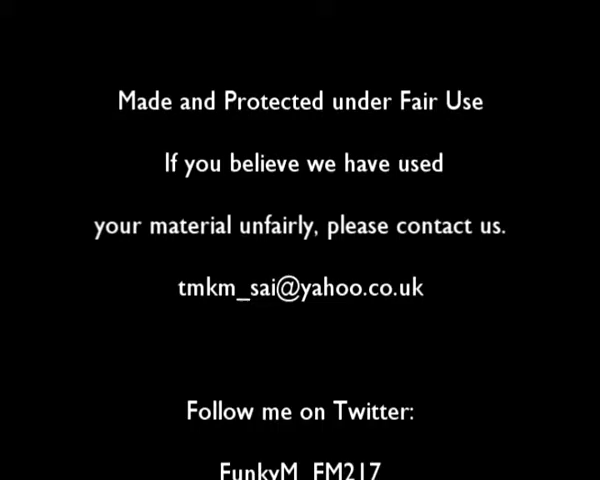 Made and Protected under Fair Use
If you believe we have used
your material unfairly, please contact us.
tmkm_sai@yahoo.co.uk
Follow me on Twitter:
FunkyM_FM217